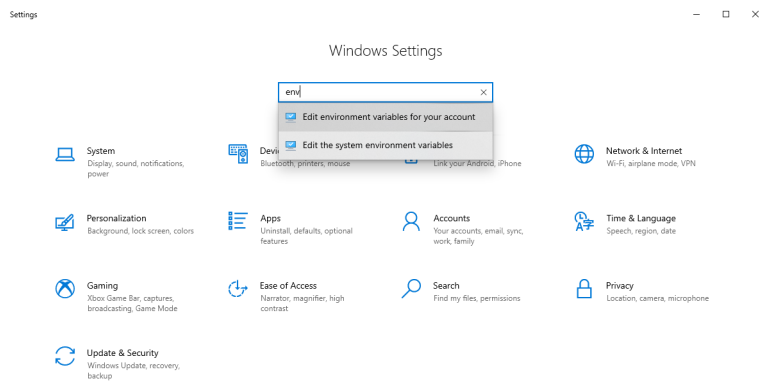 Settings
Windows Settings
env
Edit environment variables for your account
Edit the system environment variables
System
Display, sound, notifications,
power
Bluetooth, printers, mouse
Link your Android, iPhone
Network & Internet
Wi-Fi, airplane mode, VPN
Personalization
Background, lock screen, colors
Apps
Uninstall, defaults, optional
features
Accounts
Your accounts, email, sync,
work, family
Time & Language
Speech, region, date
Gaming
Xbox Game Bar, captures,
broadcasting, Game Mode
Ease of Access
Narrator, magnifier, high
contrast
Search
Find my files, permissions
Privacy
Location, camera, microphone
Update & Security
Windows Update, recovery,
backup